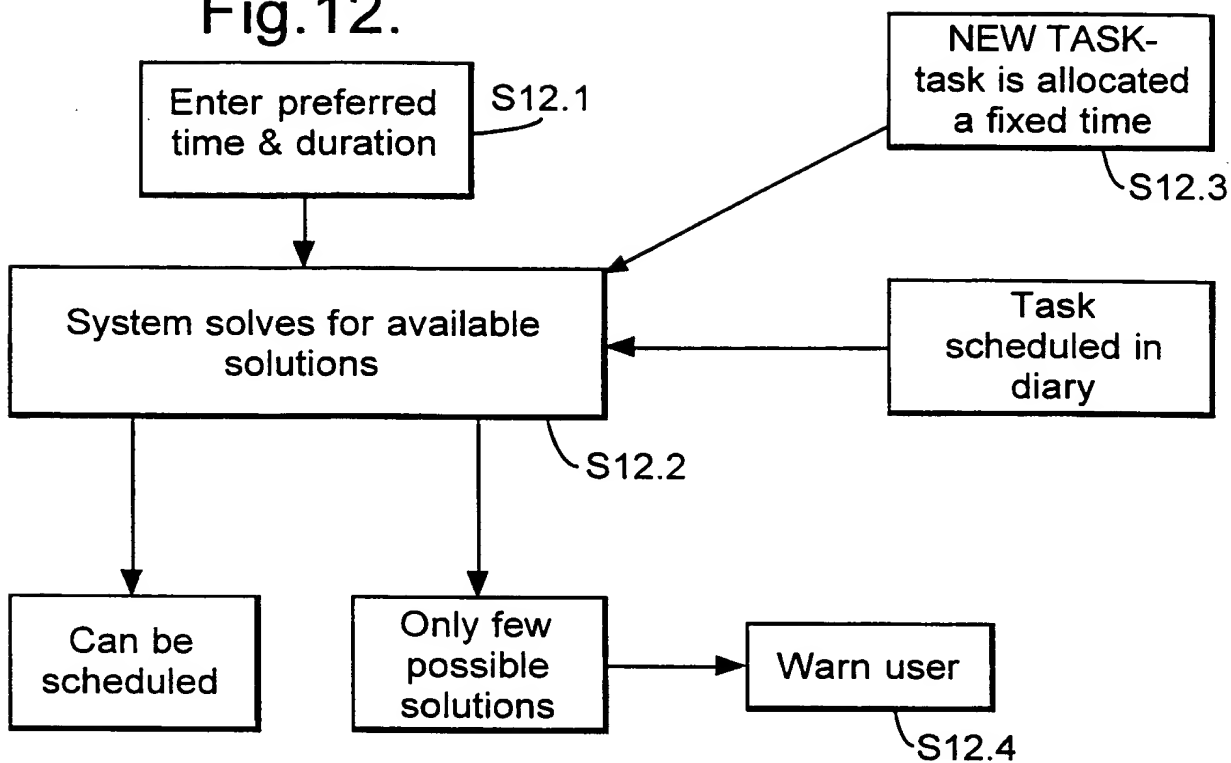 Fig.12.
Enter preferred
time & duration
S12.1
NEW TASK-
task is allocated
a fixed time
S12.3
System solves for available
solutions
S12.2
Task
scheduled in
diary
Can be
scheduled
Only few
possible
solutions
Warn user
S12.4